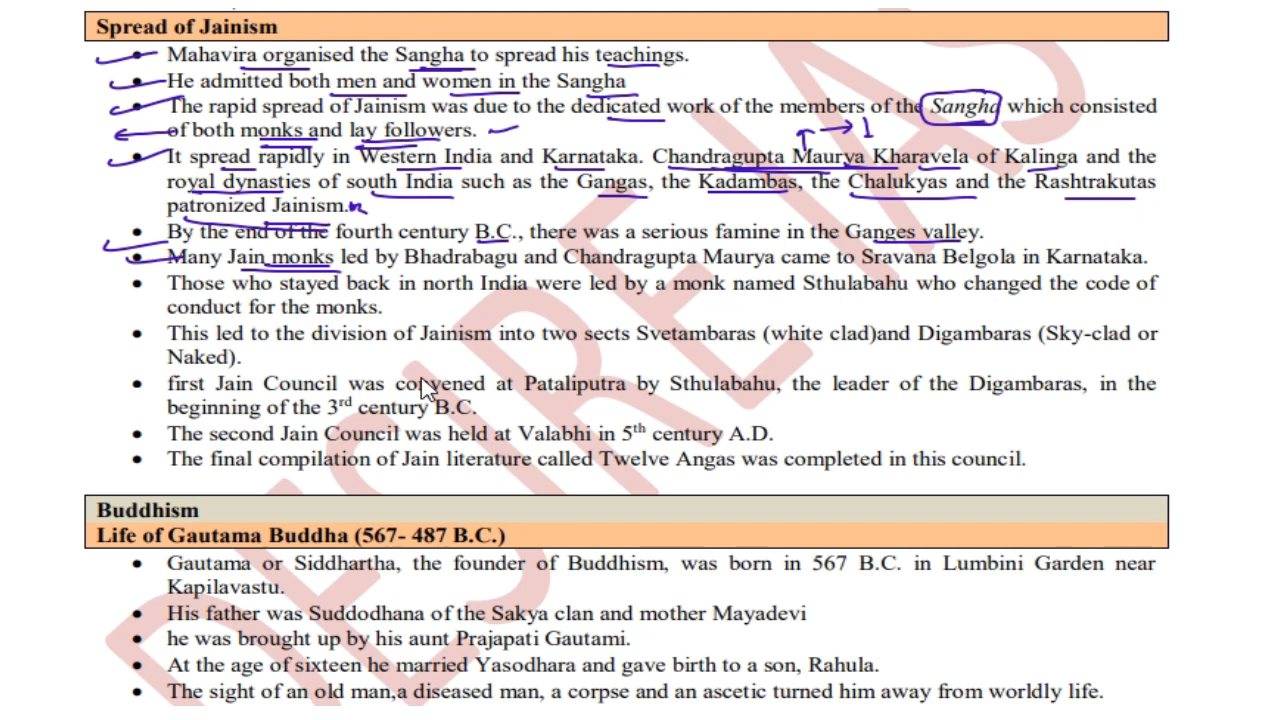 Spread of Jainism
• Mahavira organised the Sangha to spread his teachings.
• He admitted both men and women in the Sangha
• The rapid spread of Jainism was due to the dedicated work of the members of the Sangha which consisted
of both monks and lay followers.
→ 1
• It spread rapidly in Western India and Karnataka. Chandragupta Maurya Kharavela of Kalinga and the
royal dynasties of south India such as the Gangas, the Kadambas, the Chalukyas and the Rashtrakutas
patronized Jainism.
• By the end of the fourth century B.C., there was a serious famine in the Ganges valley.
• Many Jain monks led by Bhadrabagu and Chandragupta Maurya came to Sravana Belgola in Karnataka.
• Those who stayed back in north India were led by a monk named Sthulabahu who changed the code of
conduct for the monks.
• This led to the division of Jainism into two sects Svetambaras (white clad)and Digambaras (Sky-clad or
Naked).
• first Jain Council was convened at Pataliputra by Sthulabahu, the leader of the Digambaras, in the
beginning of the 3rd century B.C.
• The second Jain Council was held at Valabhi in 5th century A.D.
• The final compilation of Jain literature called Twelve Angas was completed in this council.
Buddhism
Life of Gautama Buddha (567- 487 B.C.)
• Gautama or Siddhartha, the founder of Buddhism, was born in 567 B.C. in Lumbini Garden near
Kapilavastu.
• His father was Suddodhana of the Sakya clan and mother Mayadevi
• he was brought up by his aunt Prajapati Gautami.
• At the age of sixteen he married Yasodhara and gave birth to a son, Rahula.
• The sight of an old man,a diseased man, a corpse and an ascetic turned him away from worldly life.
DESIRE IAS